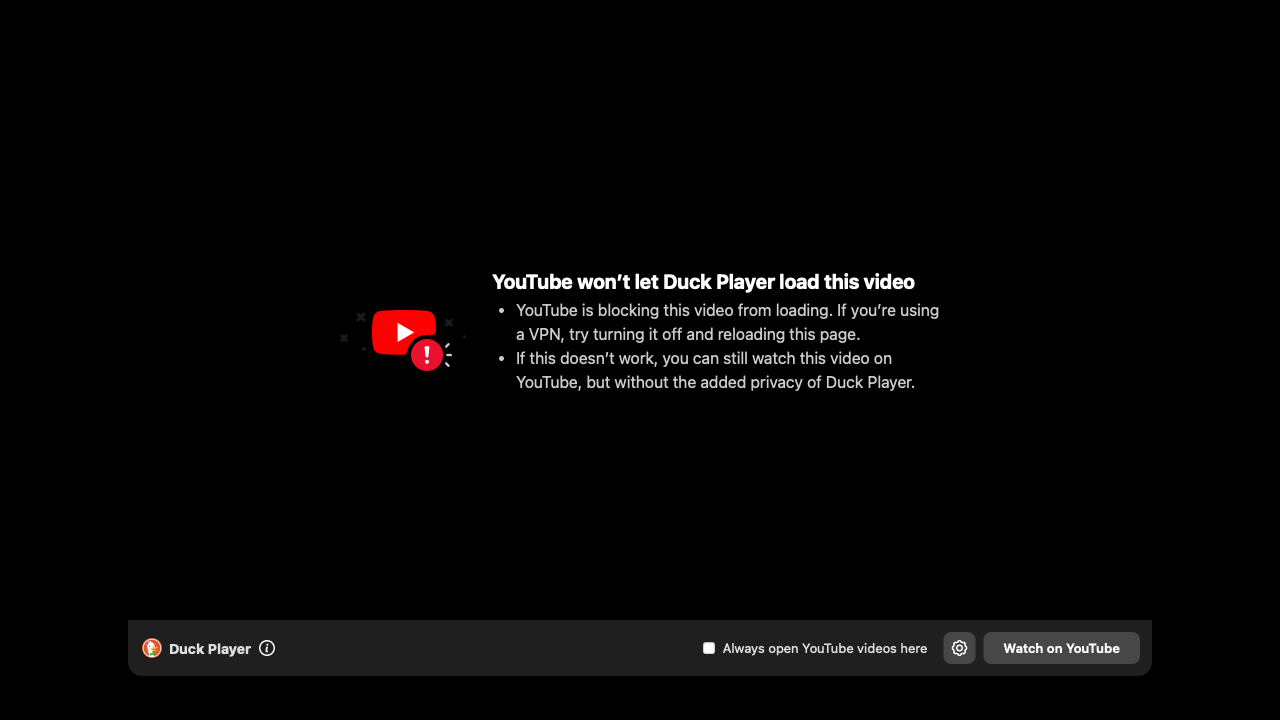 YouTube won’t let Duck Player load this video
• YouTube is blocking this video from loading. If you’re using
a VPN, try turning it off and reloading this page.
• If this doesn’t work, you can still watch this video on
YouTube, but without the added privacy of Duck Player.
Duck Player
Always open YouTube videos here
Watch on YouTube